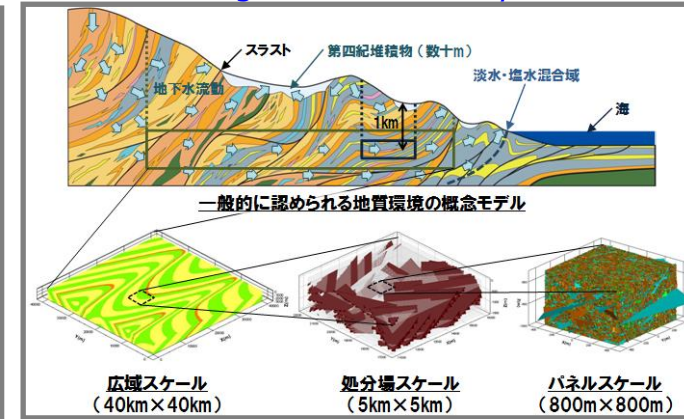 スラスト
第四紀堆積物(数十m)
地下水流動
淡水・塩水混合域
海
1km
一般的に認められる地質環境の概念モデル
広域スケール
(40km×40km)
処分場スケール
(5km×5km)
パネルスケール
(800m×800m)